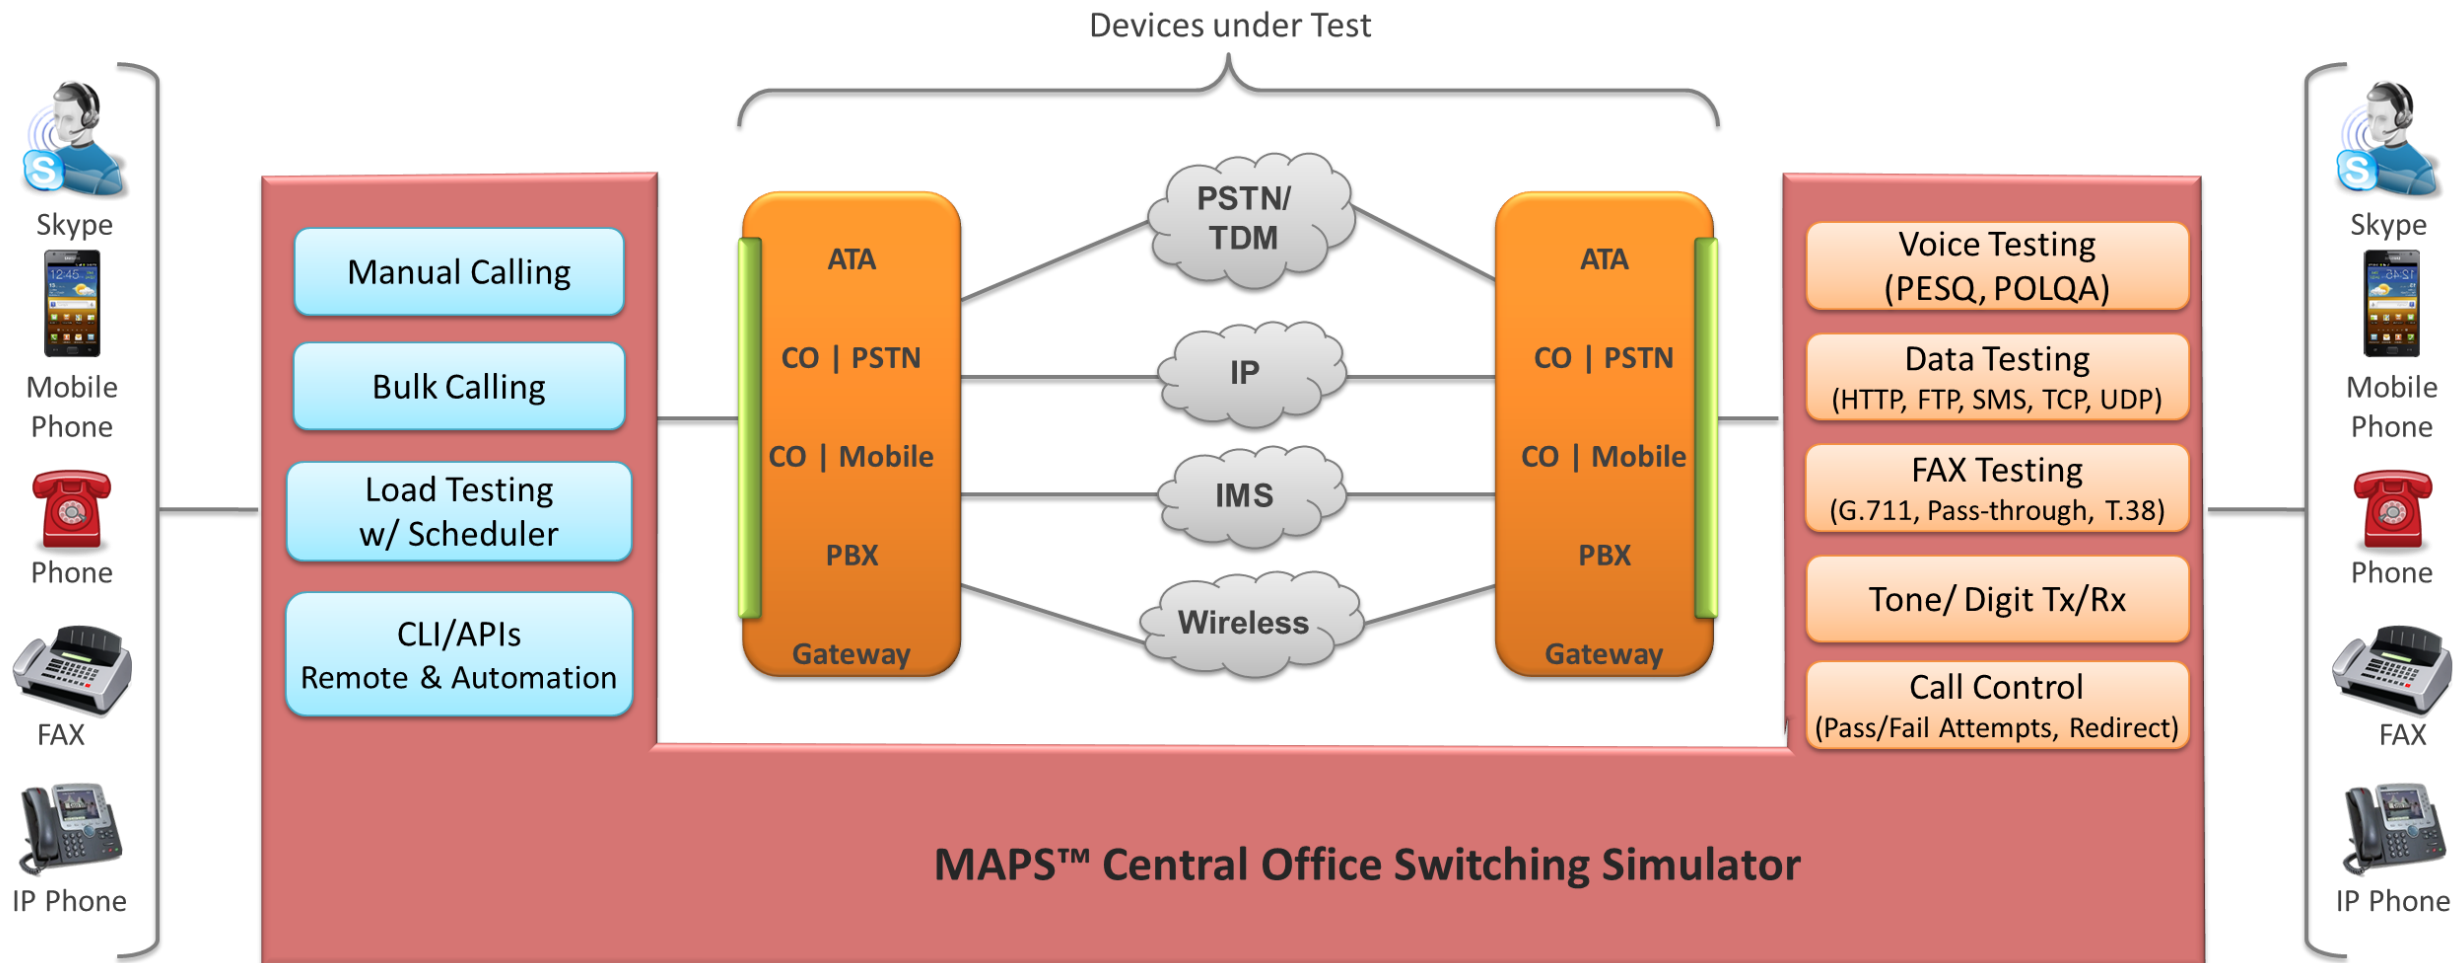 Devices under Test
Skype
Mobile
Phone
Phone
FAX
IP Phone
Manual Calling
Bulk Calling
Load Testing
w/ Scheduler
CLI/APIs
Remote & Automation
ATA
CO | PSTN
CO | Mobile
PBX
Gateway
PSTN/
TDM
IP
IMS
Wireless
ATA
CO | PSTN
CO | Mobile
PBX
Gateway
Voice Testing
(PESQ, POLQA)
Data Testing
(HTTP, FTP, SMS, TCP, UDP)
FAX Testing
(G.711, Pass-through, T.38)
Tone/ Digit Tx/Rx
Call Control
(Pass/Fail Attempts, Redirect)
Skype
Mobile
Phone
Phone
FAX
IP Phone
MAPS™ Central Office Switching Simulator